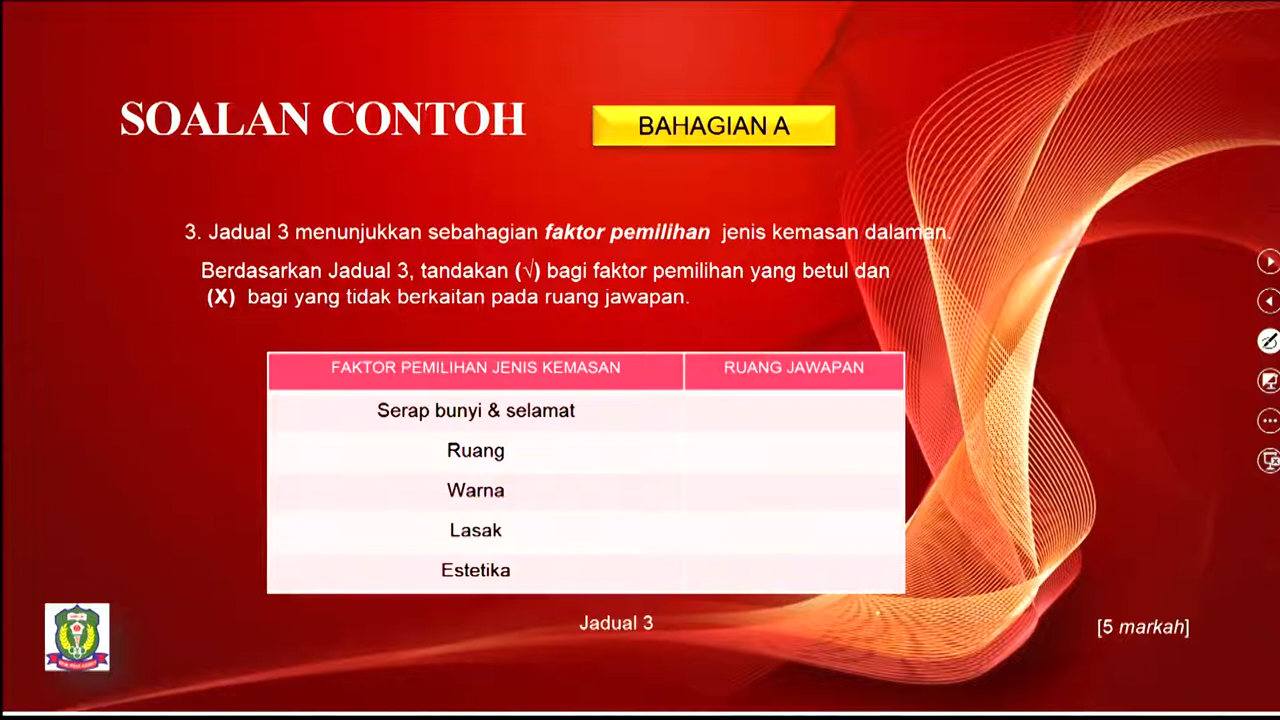 SOALAN CONTOH
BAHAGIAN A
3. Jadual 3 menunjukkan sebahagian faktor pemilihan jenis kemasan dalaman.
Berdasarkan Jadual 3, tandakan (√) bagi faktor pemilihan yang betul dan
(X) bagi yang tidak berkaitan pada ruang jawapan.
FAKTOR PEMILIHAN JENIS KEMASAN RUANG JAWAPAN
Serap bunyi & selamat
Ruang
Warna
Lasak
Estetika
Jadual 3
[5 markah]